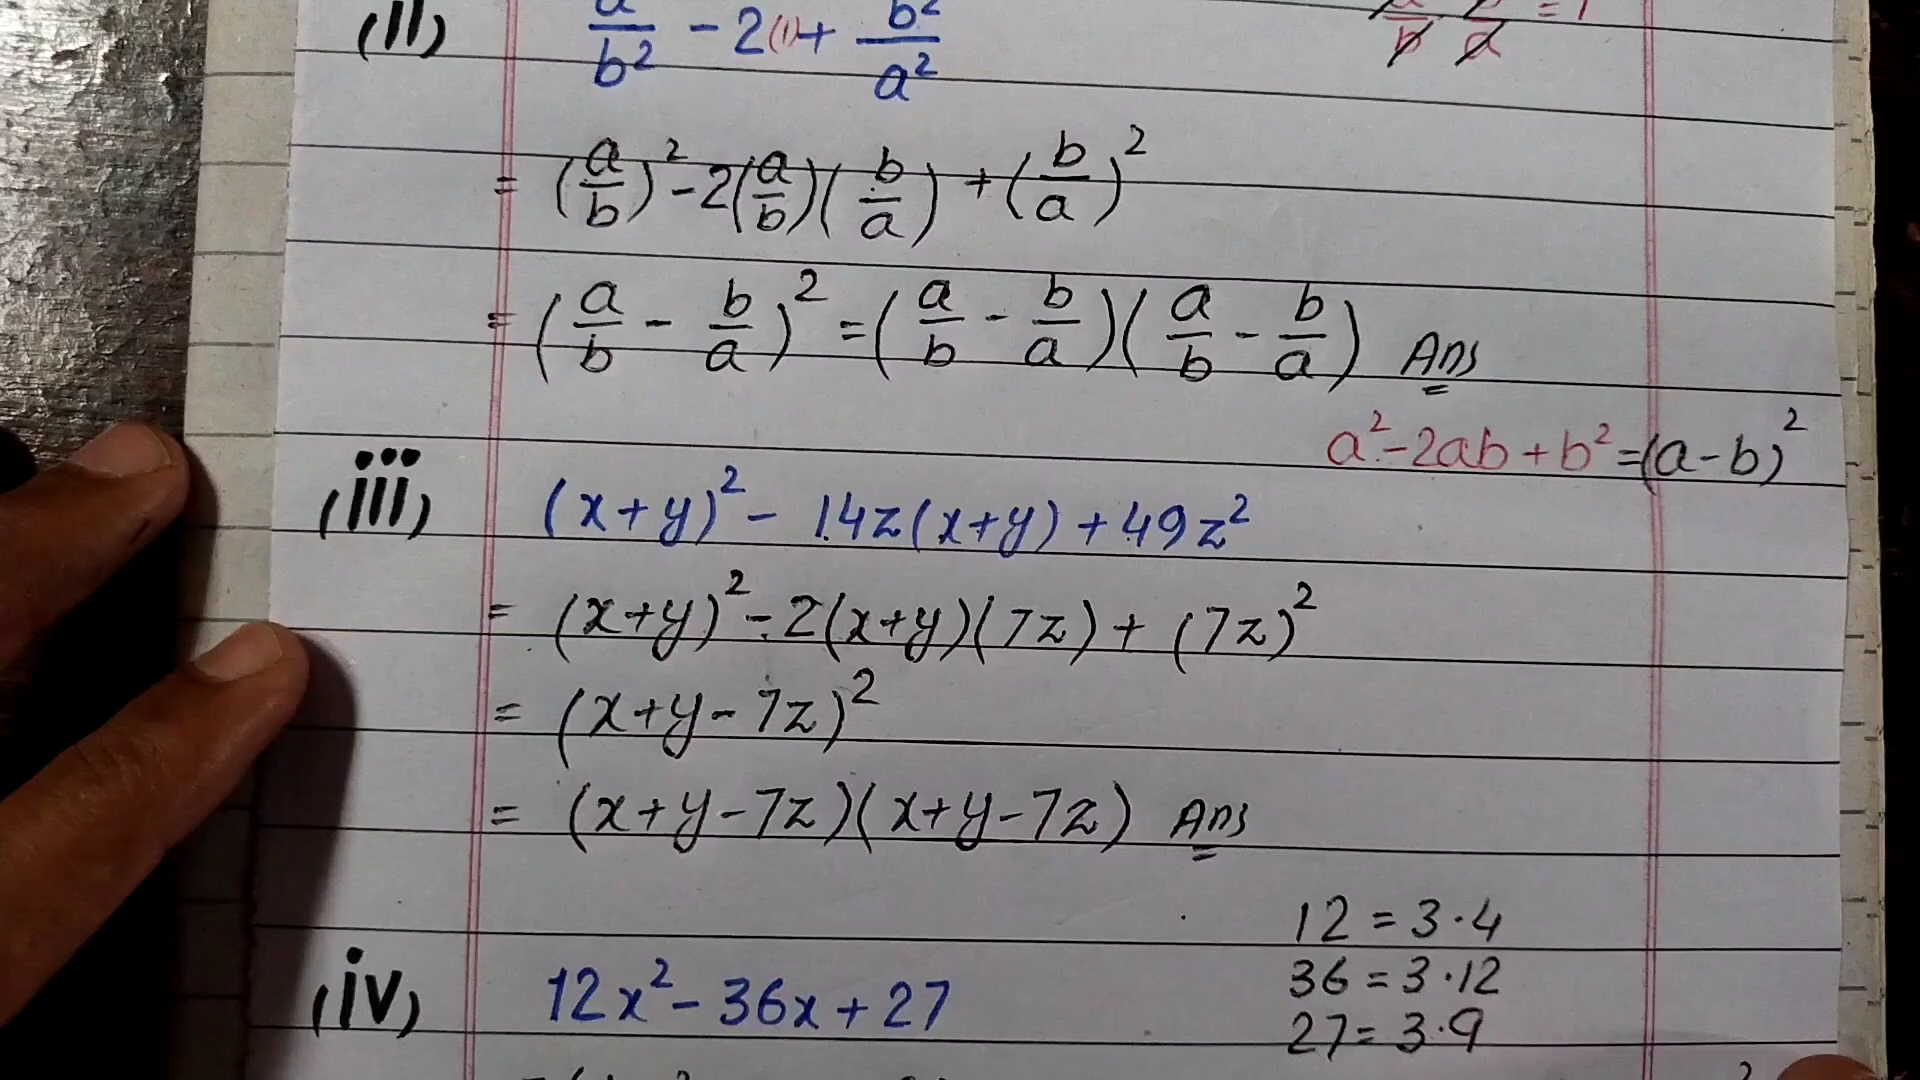 (ii) a/b² - 2(1) + b²/a² a/b b/a = 1
= (a/b)² - 2(a/b)(b/a) + (b/a)²
= (a/b - b/a)² = (a/b - b/a)(a/b - b/a) Ans
a² - 2ab + b² = (a - b)²
(iii) (x+y)² - 14z(x+y) + 49z²
= (x+y)² - 2(x+y)(7z) + (7z)²
= (x+y-7z)²
= (x+y-7z)(x+y-7z) Ans
12 = 3·4
36 = 3·12
(iv) 12x² - 36x + 27
27 = 3·9